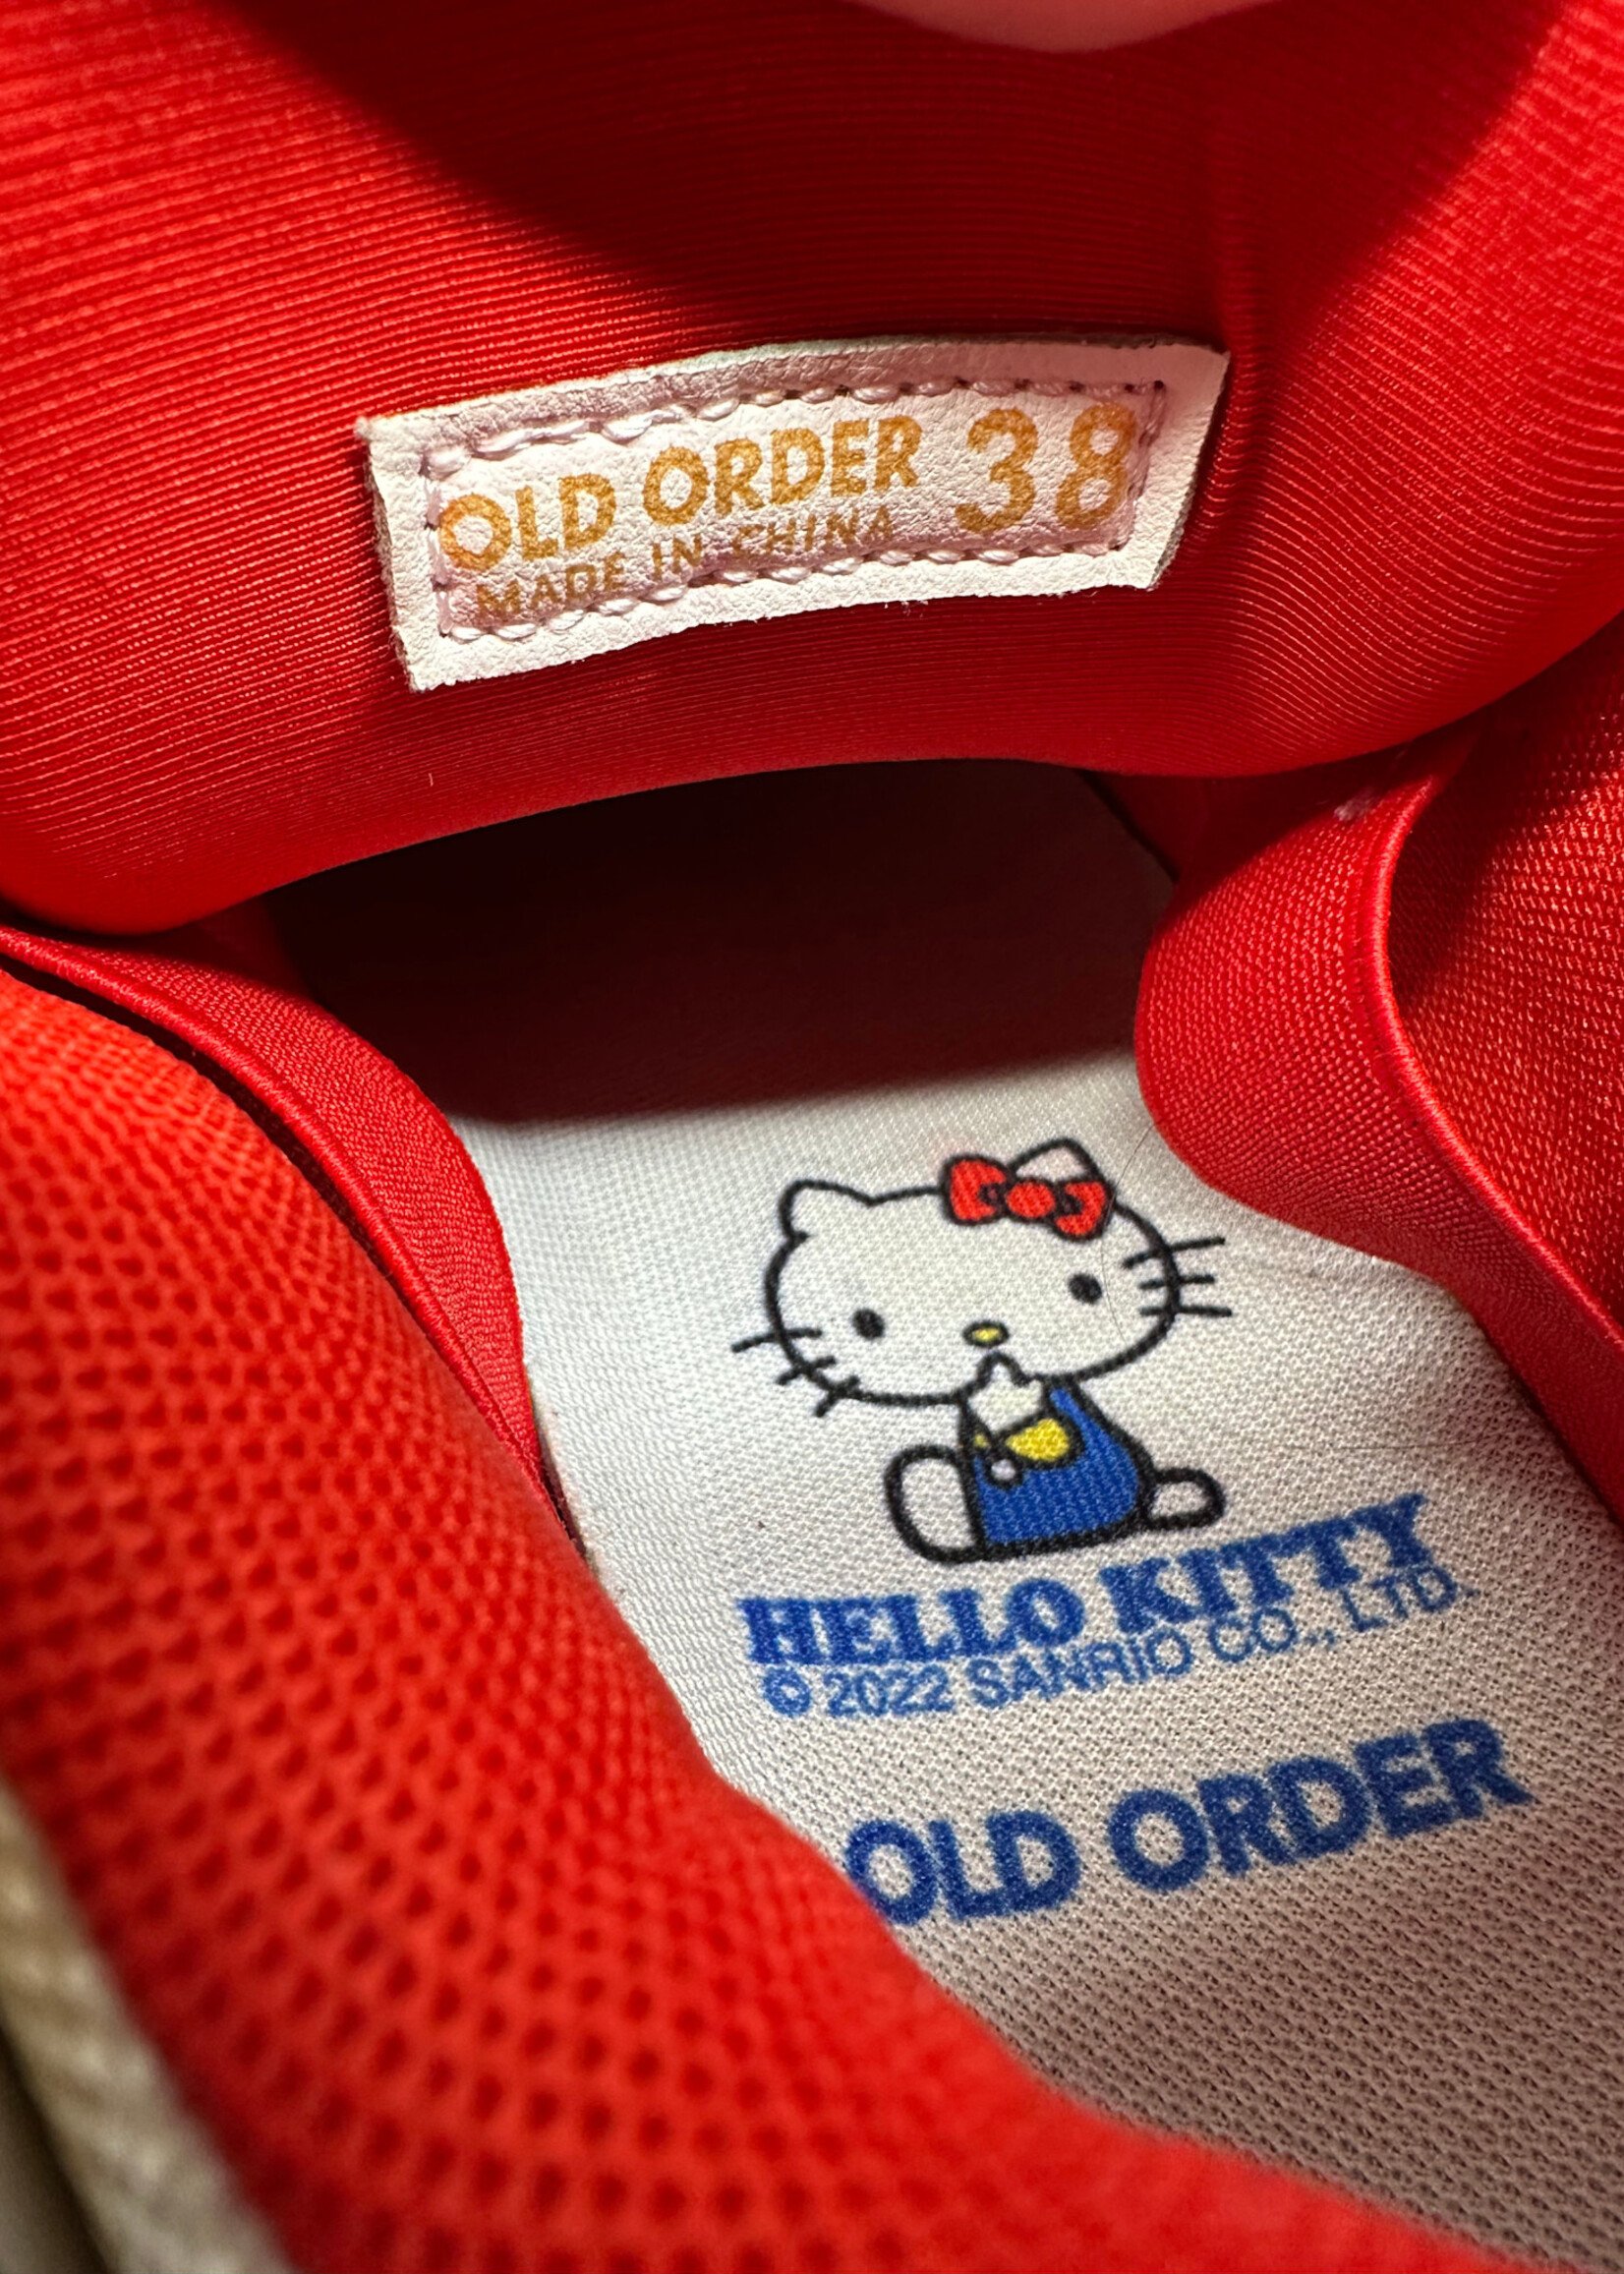 OLD ORDER 38
MADE IN CHINA
HELLO KITTY
© 2022 SANRIO CO., LTD.
OLD ORDER